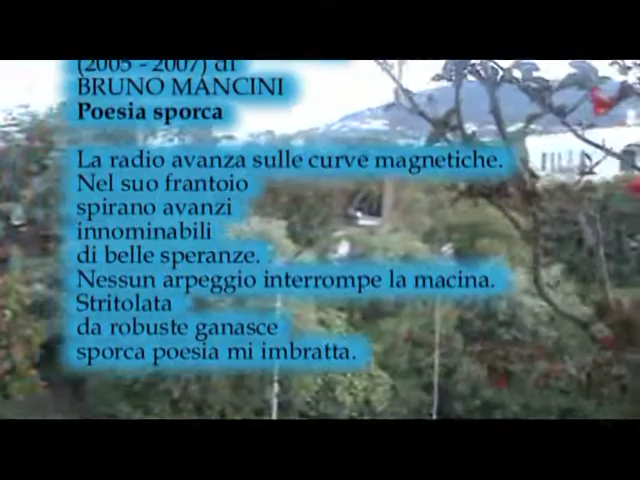 (2005 - 2007) di
BRUNO MANCINI
Poesia sporca
La radio avanza sulle curve magnetiche.
Nel suo frantoio
spirano avanzi
innominabili
di belle speranze.
Nessun arpeggio interrompe la macina.
Stritolata
da robuste ganasce
sporca poesia mi imbratta.